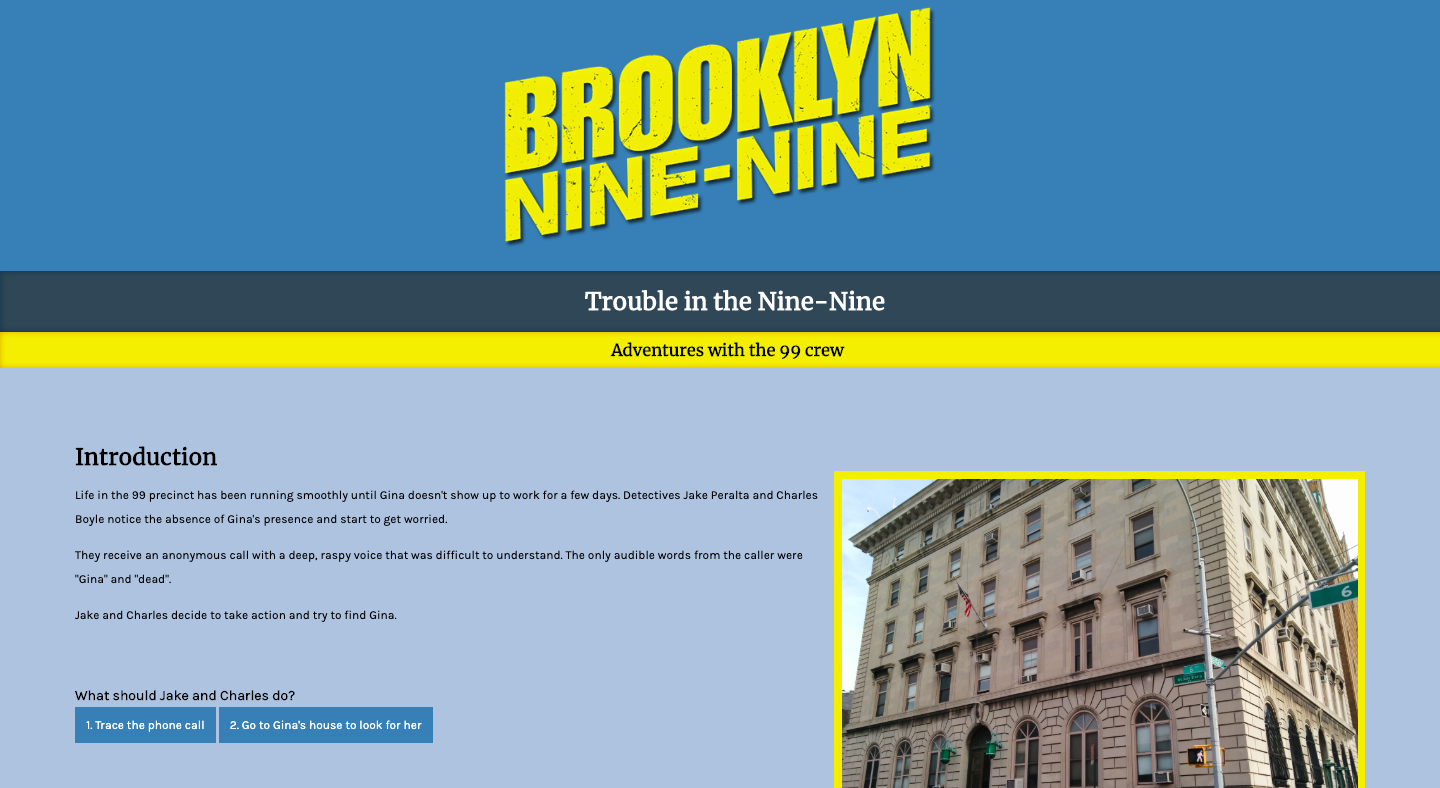 BROOKLYN
NINE-NINE
Trouble in the Nine-Nine
Adventures with the 99 crew
Introduction
Life in the 99 precinct has been running smoothly until Gina doesn't show up to work for a few days. Detectives Jake Peralta and Charles
Boyle notice the absence of Gina's presence and start to get worried.
They receive an anonymous call with a deep, raspy voice that was difficult to understand. The only audible words from the caller were
"Gina" and "dead".
Jake and Charles decide to take action and try to find Gina.
What should Jake and Charles do?
1. Trace the phone call
2. Go to Gina's house to look for her
6